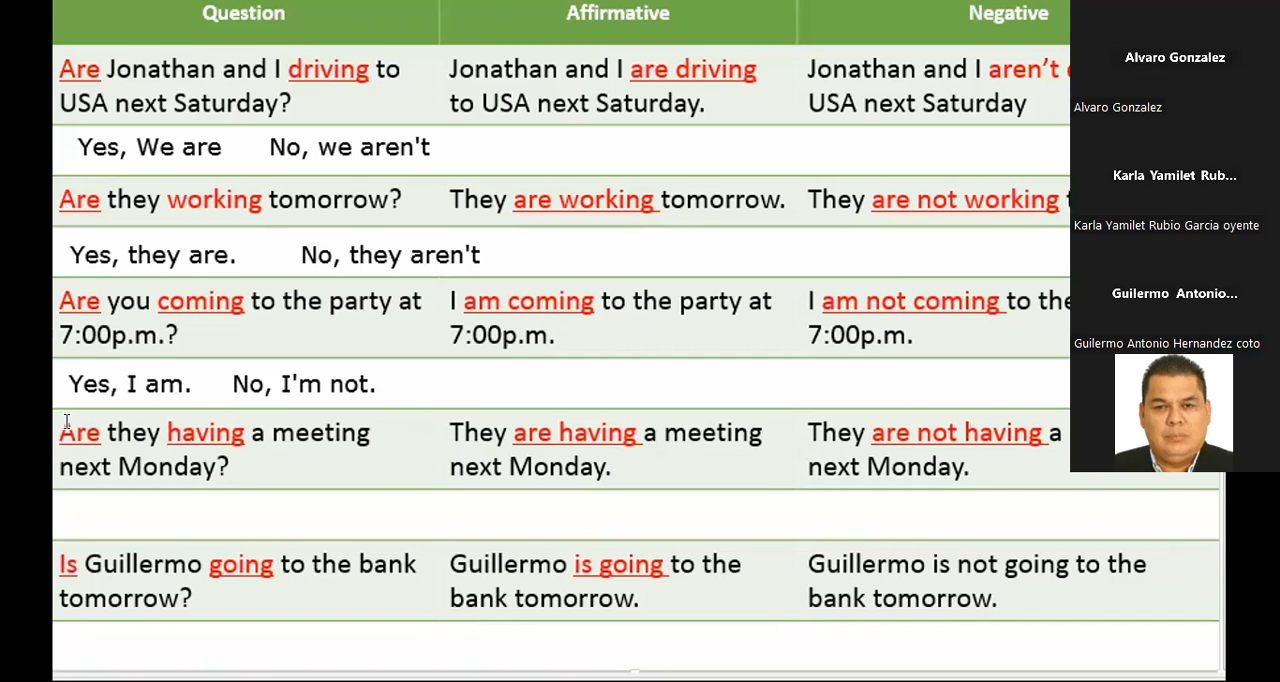 Question Affirmative Negative
Are Jonathan and I driving to
USA next Saturday?
Jonathan and I are driving
to USA next Saturday.
Jonathan and I aren't
USA next Saturday
Yes, We are No, we aren't
Are they working tomorrow?
They are working tomorrow.
They are not working
Yes, they are. No, they aren't
Are you coming to the party at
7:00p.m.?
I am coming to the party at
7:00p.m.
I am not coming to the
7:00p.m.
Yes, I am. No, I'm not.
Are they having a meeting
next Monday?
They are having a meeting
next Monday.
They are not having a
next Monday.
Is Guillermo going to the bank
tomorrow?
Guillermo is going to the
bank tomorrow.
Guillermo is not going to the
bank tomorrow.
Alvaro Gonzalez
Alvaro Gonzalez
Karla Yamilet Rub...
Karla Yamilet Rubio Garcia oyente
Guilermo Antonio...
Guilermo Antonio Hernandez coto